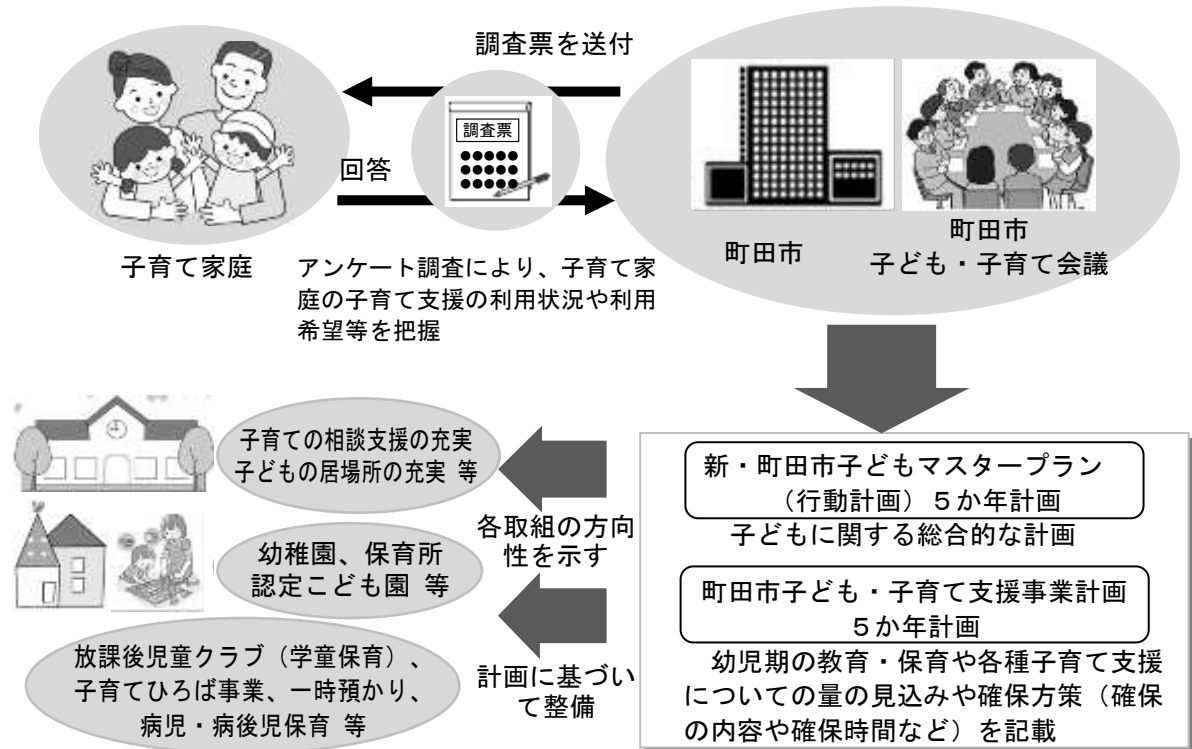 調査票を送付
調査票
回答
子育て家庭
アンケート調査により、子育て家
庭の子育て支援の利用状況や利用
希望等を把握
町田市
町田市
子ども・子育て会議
新・町田市子どもマスタープラン
（行動計画）５か年計画
子どもに関する総合的な計画
町田市子ども・子育て支援事業計画
５か年計画
幼児期の教育・保育や各種子育て支援
についての量の見込みや確保方策（確保
の内容や確保時間など）を記載
各取組の方向
性を示す
計画に基づい
て整備
子育ての相談支援の充実
子どもの居場所の充実 等
幼稚園、保育所
認定こども園 等
放課後児童クラブ（学童保育）、
子育てひろば事業、一時預かり、
病児・病後児保育 等